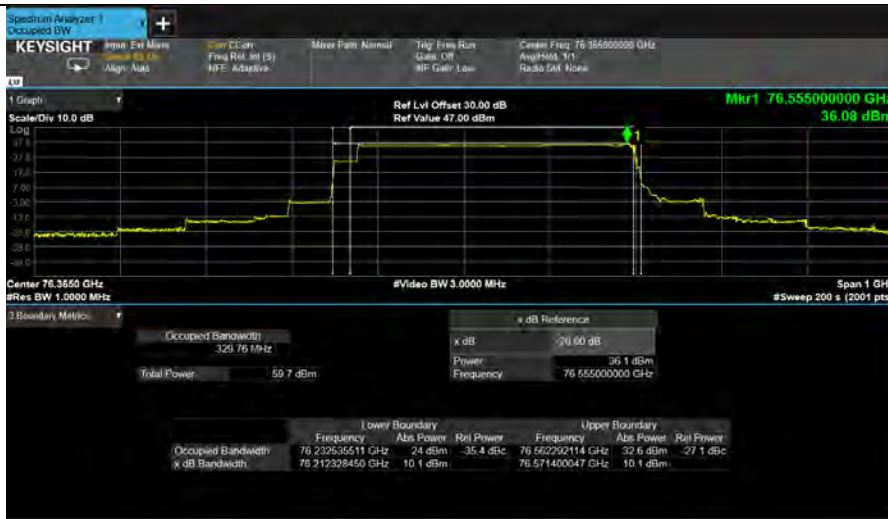 Spectrum Analyzer 1
Occupied BW
+
KEYSIGHT
Align: Auto
Corr CCorr
Freq Ref: Int (S)
NFE: Adaptive
Mixer Path: Normal
Trig: Free Run
Gate: Off
#IF Gain: Low
Center Freq: 76.365000000 GHz
Avg|Hold: 1/1
Radio Std: None
1 Graph
Scale/Div 10.0 dB
Ref Lvl Offset 30.00 dB
Ref Value 47.00 dBm
Mkr1 76.555000000 GHz
36.08 dBm
Log
1
Center 76.3650 GHz
#Res BW 1.0000 MHz
#Video BW 3.0000 MHz
Span 1 GH
#Sweep 200 s (2001 pts
Occupied Bandwidth
329.76 MHz
Total Power 59.7 dBm
x dB Reference
x dB -26.00 dB
Power 36.1 dBm
Frequency 76.555000000 GHz
Lower Boundary Upper Boundary
Frequency Abs Power Rel Power Frequency Abs Power Rel Power
Occupied Bandwidth 76.232535511 GHz 24 dBm -35.4 dBc 76.562292114 GHz 32.6 dBm -27.1 dBc
x dB Bandwidth 76.212328450 GHz 10.1 dBm 76.571400047 GHz 10.1 dBm